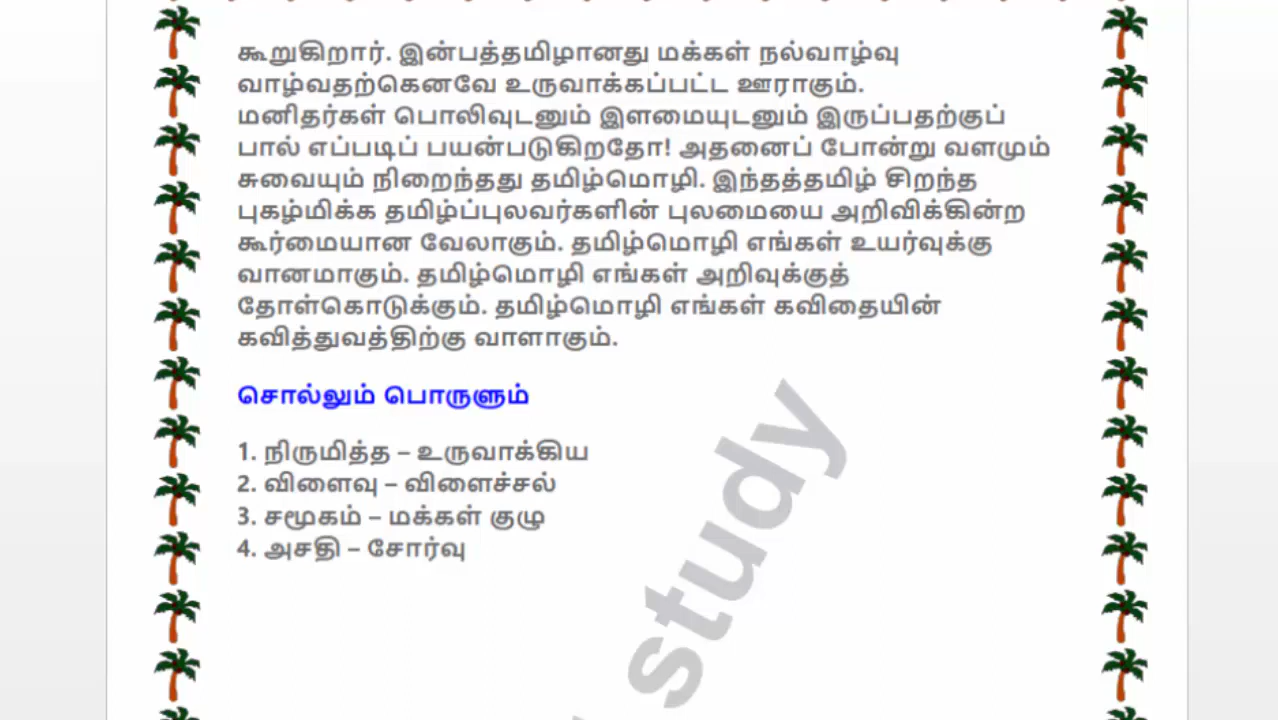 கூறுகிறார். இன்பத்தமிழானது மக்கள் நல்வாழ்வு
வாழ்வதற்கெனவே உருவாக்கப்பட்ட ஊராகும்.
மனிதர்கள் பொலிவுடனும் இளமையுடனும் இருப்பதற்குப்
பால் எப்படிப் பயன்படுகிறதோ! அதனைப் போன்று வளமும்
சுவையும் நிறைந்தது தமிழ்மொழி. இந்தத்தமிழ் சிறந்த
புகழ்மிக்க தமிழ்ப்புலவர்களின் புலமையை அறிவிக்கின்ற
கூர்மையான வேலாகும். தமிழ்மொழி எங்கள் உயர்வுக்கு
வானமாகும். தமிழ்மொழி எங்கள் அறிவுக்குத்
தோள்கொடுக்கும். தமிழ்மொழி எங்கள் கவிதையின்
கவித்துவத்திற்கு வாளாகும்.
சொல்லும் பொருளும்
1. நிருமித்த – உருவாக்கிய
2. விளைவு – விளைச்சல்
3. சமூகம் – மக்கள் குழு
4. அசதி – சோர்வு
study